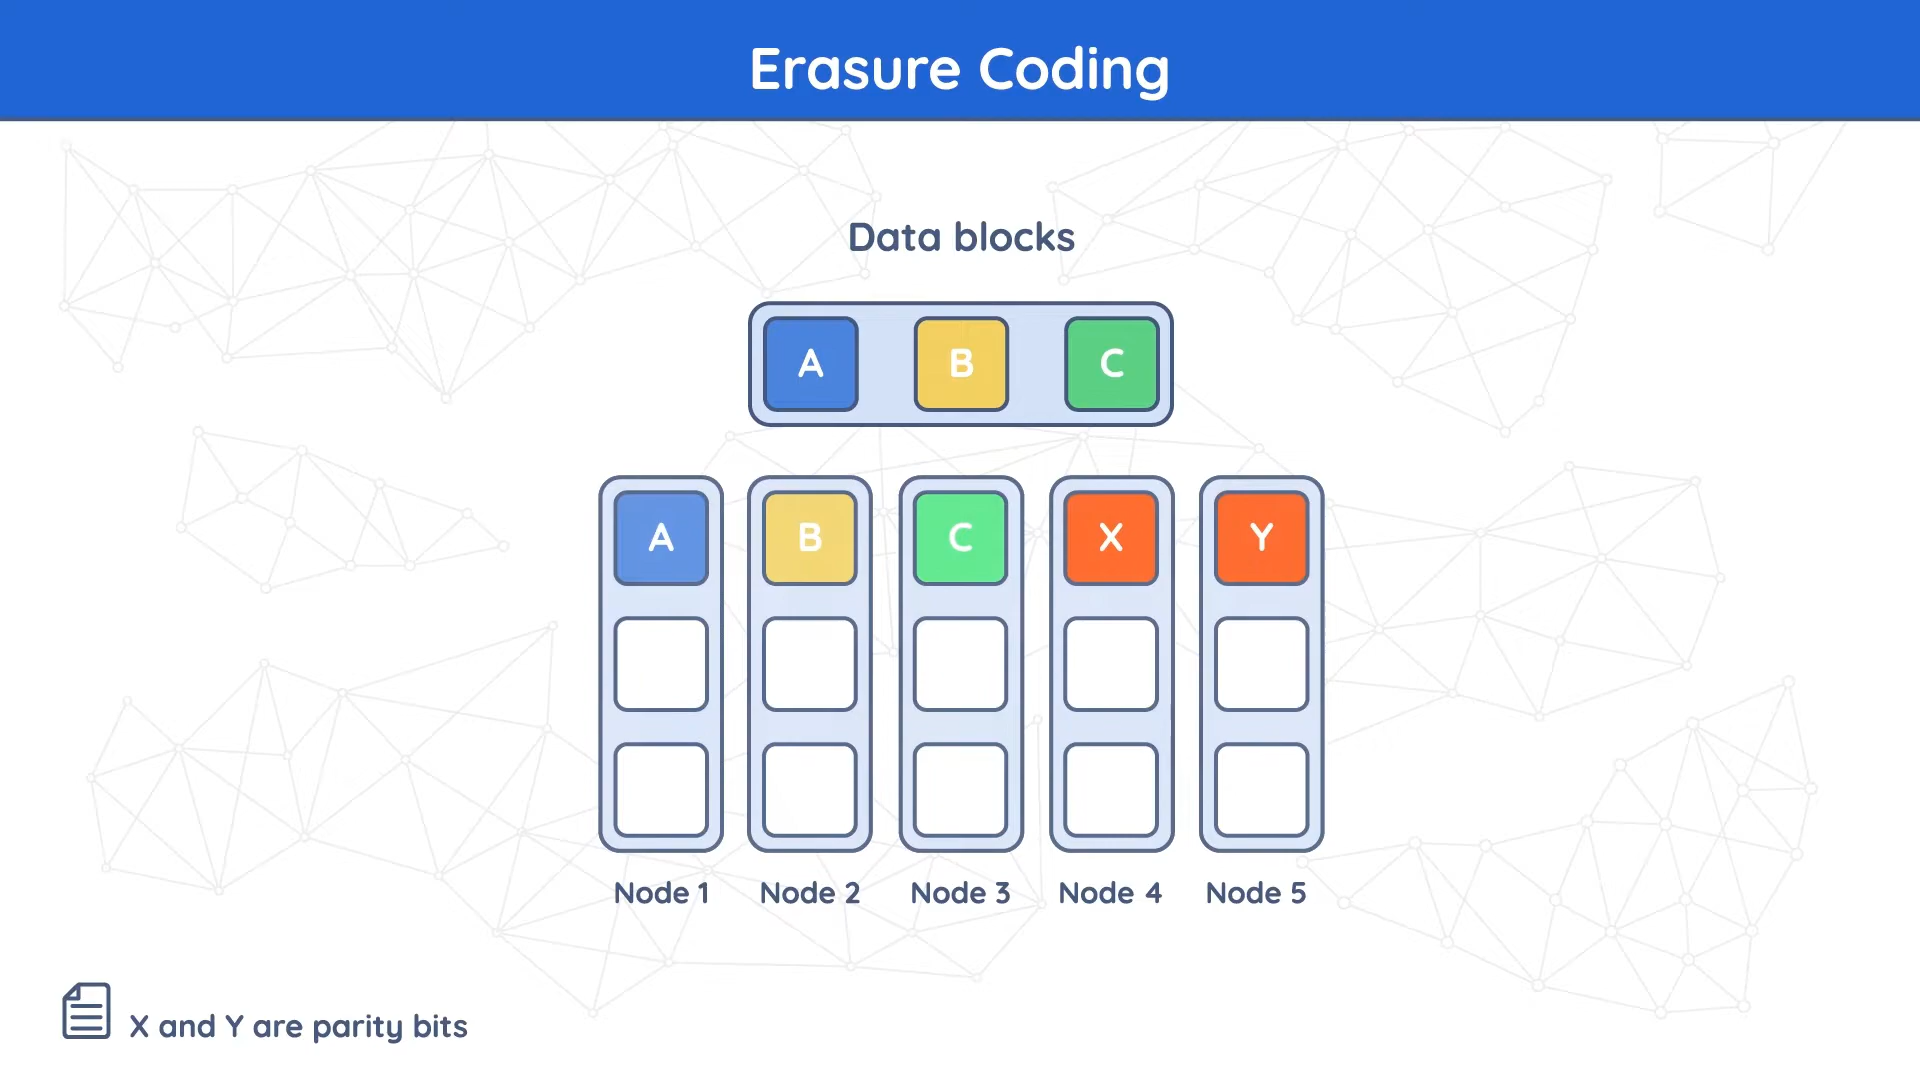 Erasure Coding
Data blocks
A B C
A B C X Y
Node 1 Node 2 Node 3 Node 4 Node 5
X and Y are parity bits